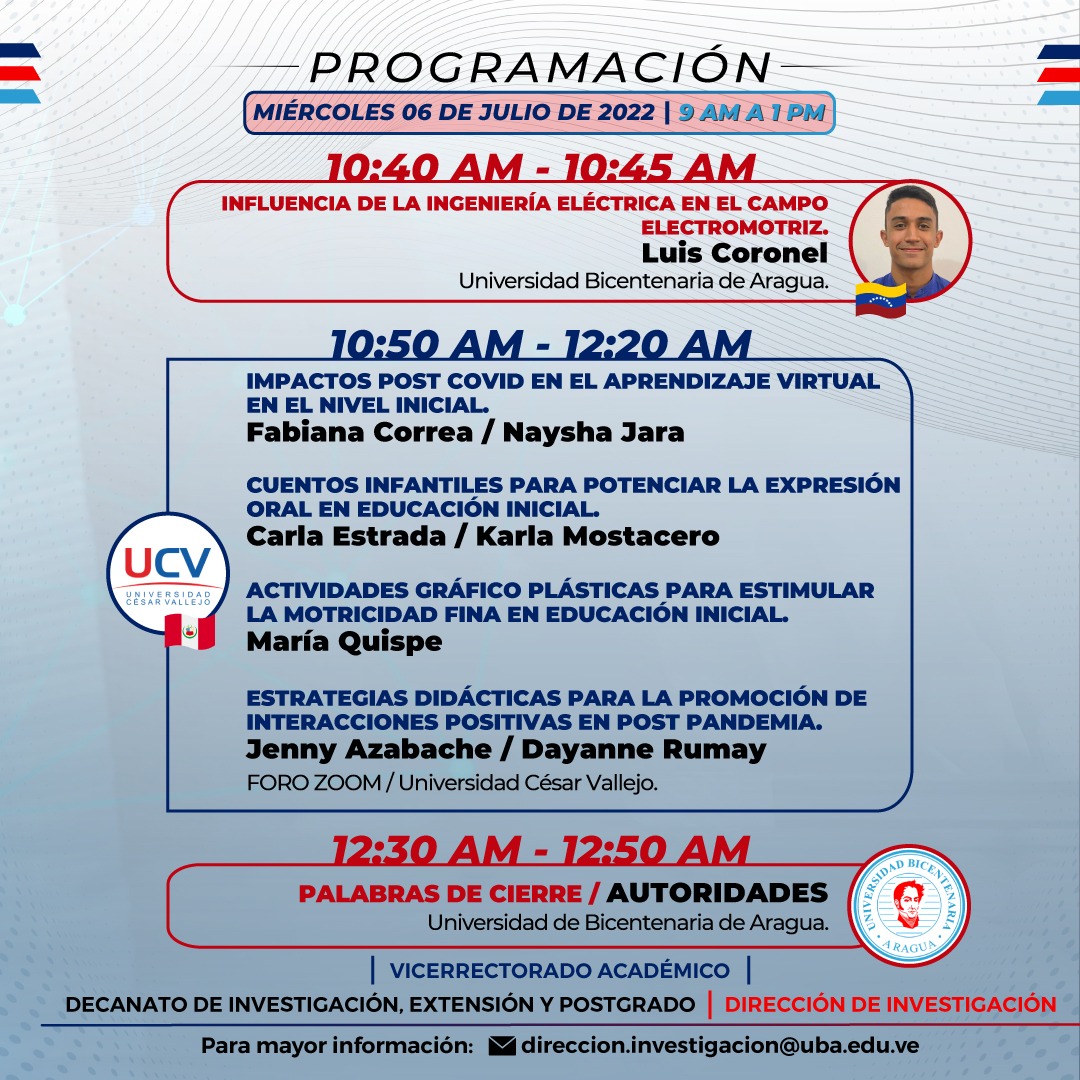 PROGRAMACIÓN
MIÉRCOLES 06 DE JULIO DE 2022 | 9 AM A 1 PM
10:40 AM - 10:45 AM
INFLUENCIA DE LA INGENIERÍA ELÉCTRICA EN EL CAMPO
ELECTROMOTRIZ.
Luis Coronel
Universidad Bicentenaria de Aragua.
10:50 AM - 12:20 AM
IMPACTOS POST COVID EN EL APRENDIZAJE VIRTUAL
EN EL NIVEL INICIAL.
Fabiana Correa / Naysha Jara
CUENTOS INFANTILES PARA POTENCIAR LA EXPRESIÓN
ORAL EN EDUCACIÓN INICIAL.
Carla Estrada / Karla Mostacero
UCV
UNIVERSIDAD
CÉSAR VALLEJO
ACTIVIDADES GRÁFICO PLÁSTICAS PARA ESTIMULAR
LA MOTRICIDAD FINA EN EDUCACIÓN INICIAL.
María Quispe
ESTRATEGIAS DIDÁCTICAS PARA LA PROMOCIÓN DE
INTERACCIONES POSITIVAS EN POST PANDEMIA.
Jenny Azabache / Dayanne Rumay
FORO ZOOM / Universidad César Vallejo.
12:30 AM - 12:50 AM
PALABRAS DE CIERRE / AUTORIDADES
Universidad de Bicentenaria de Aragua.
UNIVERSIDAD BICENTENARIA
ARAGUA
| VICERRECTORADO ACADÉMICO |
DECANATO DE INVESTIGACIÓN, EXTENSIÓN Y POSTGRADO | DIRECCIÓN DE INVESTIGACIÓN
Para mayor información: direccion.investigacion@uba.edu.ve